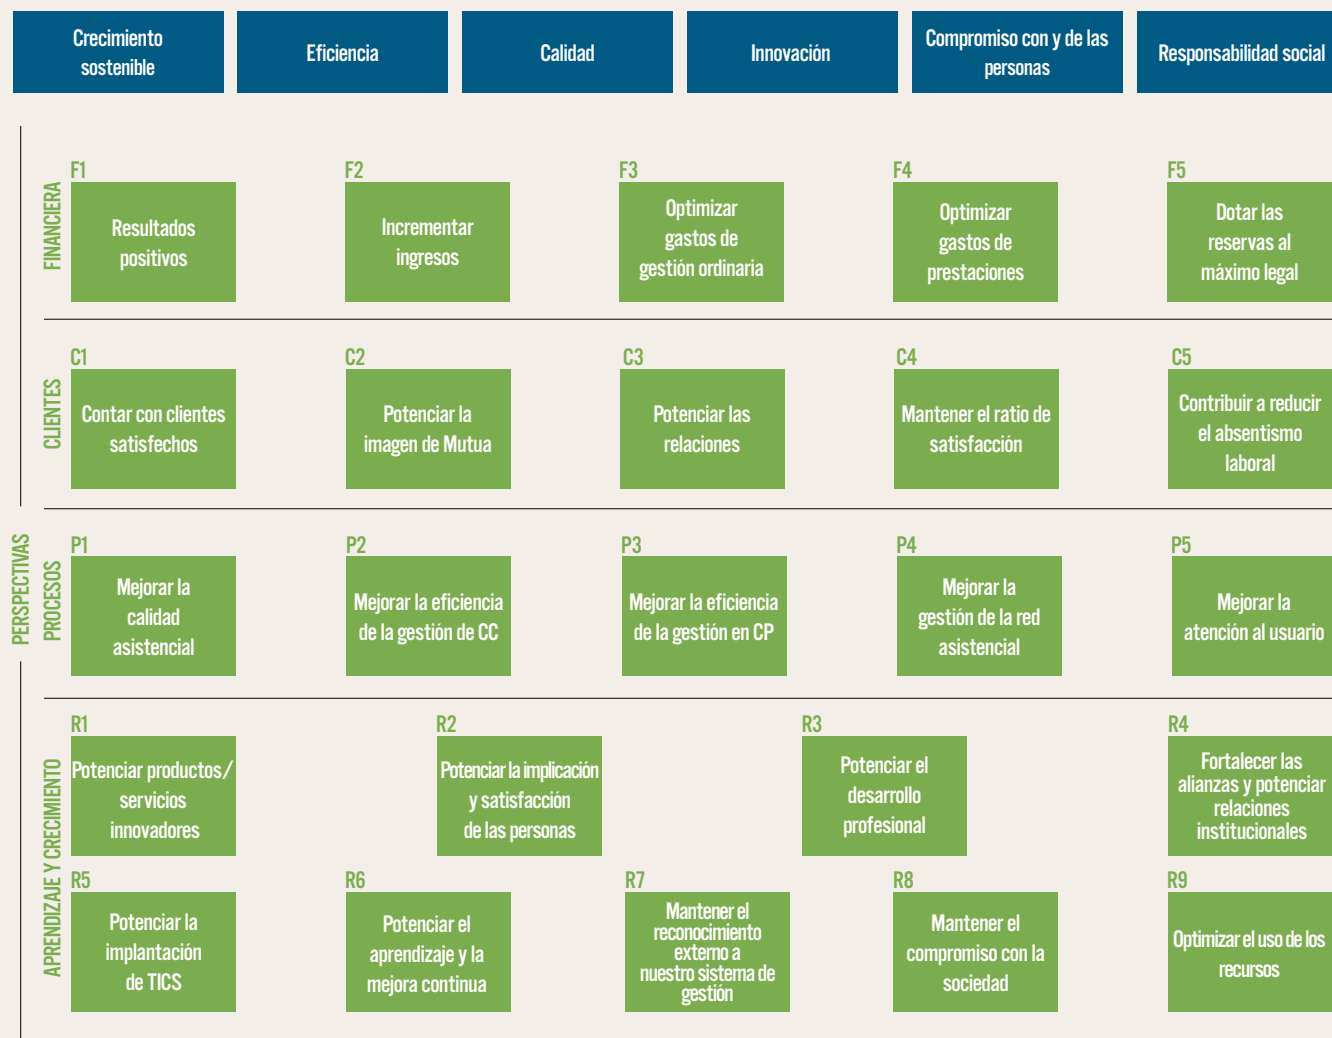 Crecimiento
sostenible
Eficiencia
Calidad
Innovación
Compromiso con y de las
personas
Responsabilidad social
PERSPECTIVAS
FINANCIERA
F1
Resultados
positivos
F2
Incrementar
ingresos
F3
Optimizar
gastos de
gestión ordinaria
F4
Optimizar
gastos de
prestaciones
F5
Dotar las
reservas al
máximo legal
CLIENTES
C1
Contar con clientes
satisfechos
C2
Potenciar la
imagen de Mutua
C3
Potenciar las
relaciones
C4
Mantener el ratio de
satisfacción
C5
Contribuir a reducir
el absentismo
laboral
PROCESOS
P1
Mejorar la
calidad
asistencial
P2
Mejorar la eficiencia
de la gestión de CC
P3
Mejorar la eficiencia
de la gestión en CP
P4
Mejorar la
gestión de la red
asistencial
P5
Mejorar la
atención al usuario
APRENDIZAJE Y CRECIMIENTO
R1
Potenciar productos/
servicios
innovadores
R2
Potenciar la implicación
y satisfacción
de las personas
R3
Potenciar el
desarrollo
profesional
R4
Fortalecer las
alianzas y potenciar
relaciones
institucionales
R5
Potenciar la
implantación
de TICS
R6
Potenciar el
aprendizaje y la
mejora continua
R7
Mantener el
reconocimiento
externo a
nuestro sistema de
gestión
R8
Mantener el
compromiso con la
sociedad
R9
Optimizar el uso de los
recursos